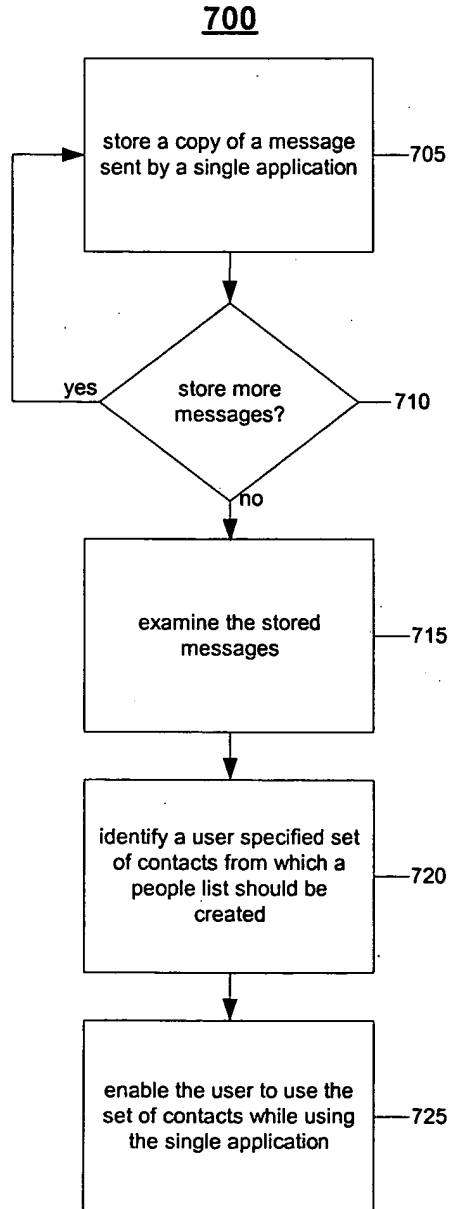 700
store a copy of a message
sent by a single application
705
yes
store more
messages?
710
no
examine the stored
messages
715
identify a user specified set
of contacts from which a
people list should be
created
720
enable the user to use the
set of contacts while using
the single application
725